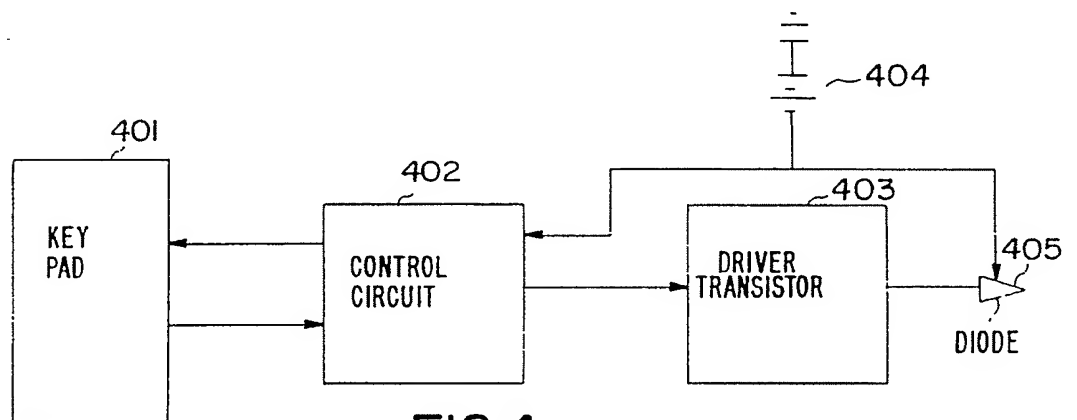 404
401
402
403
KEY
PAD
CONTROL
CIRCUIT
DRIVER
TRANSISTOR
405
DIODE